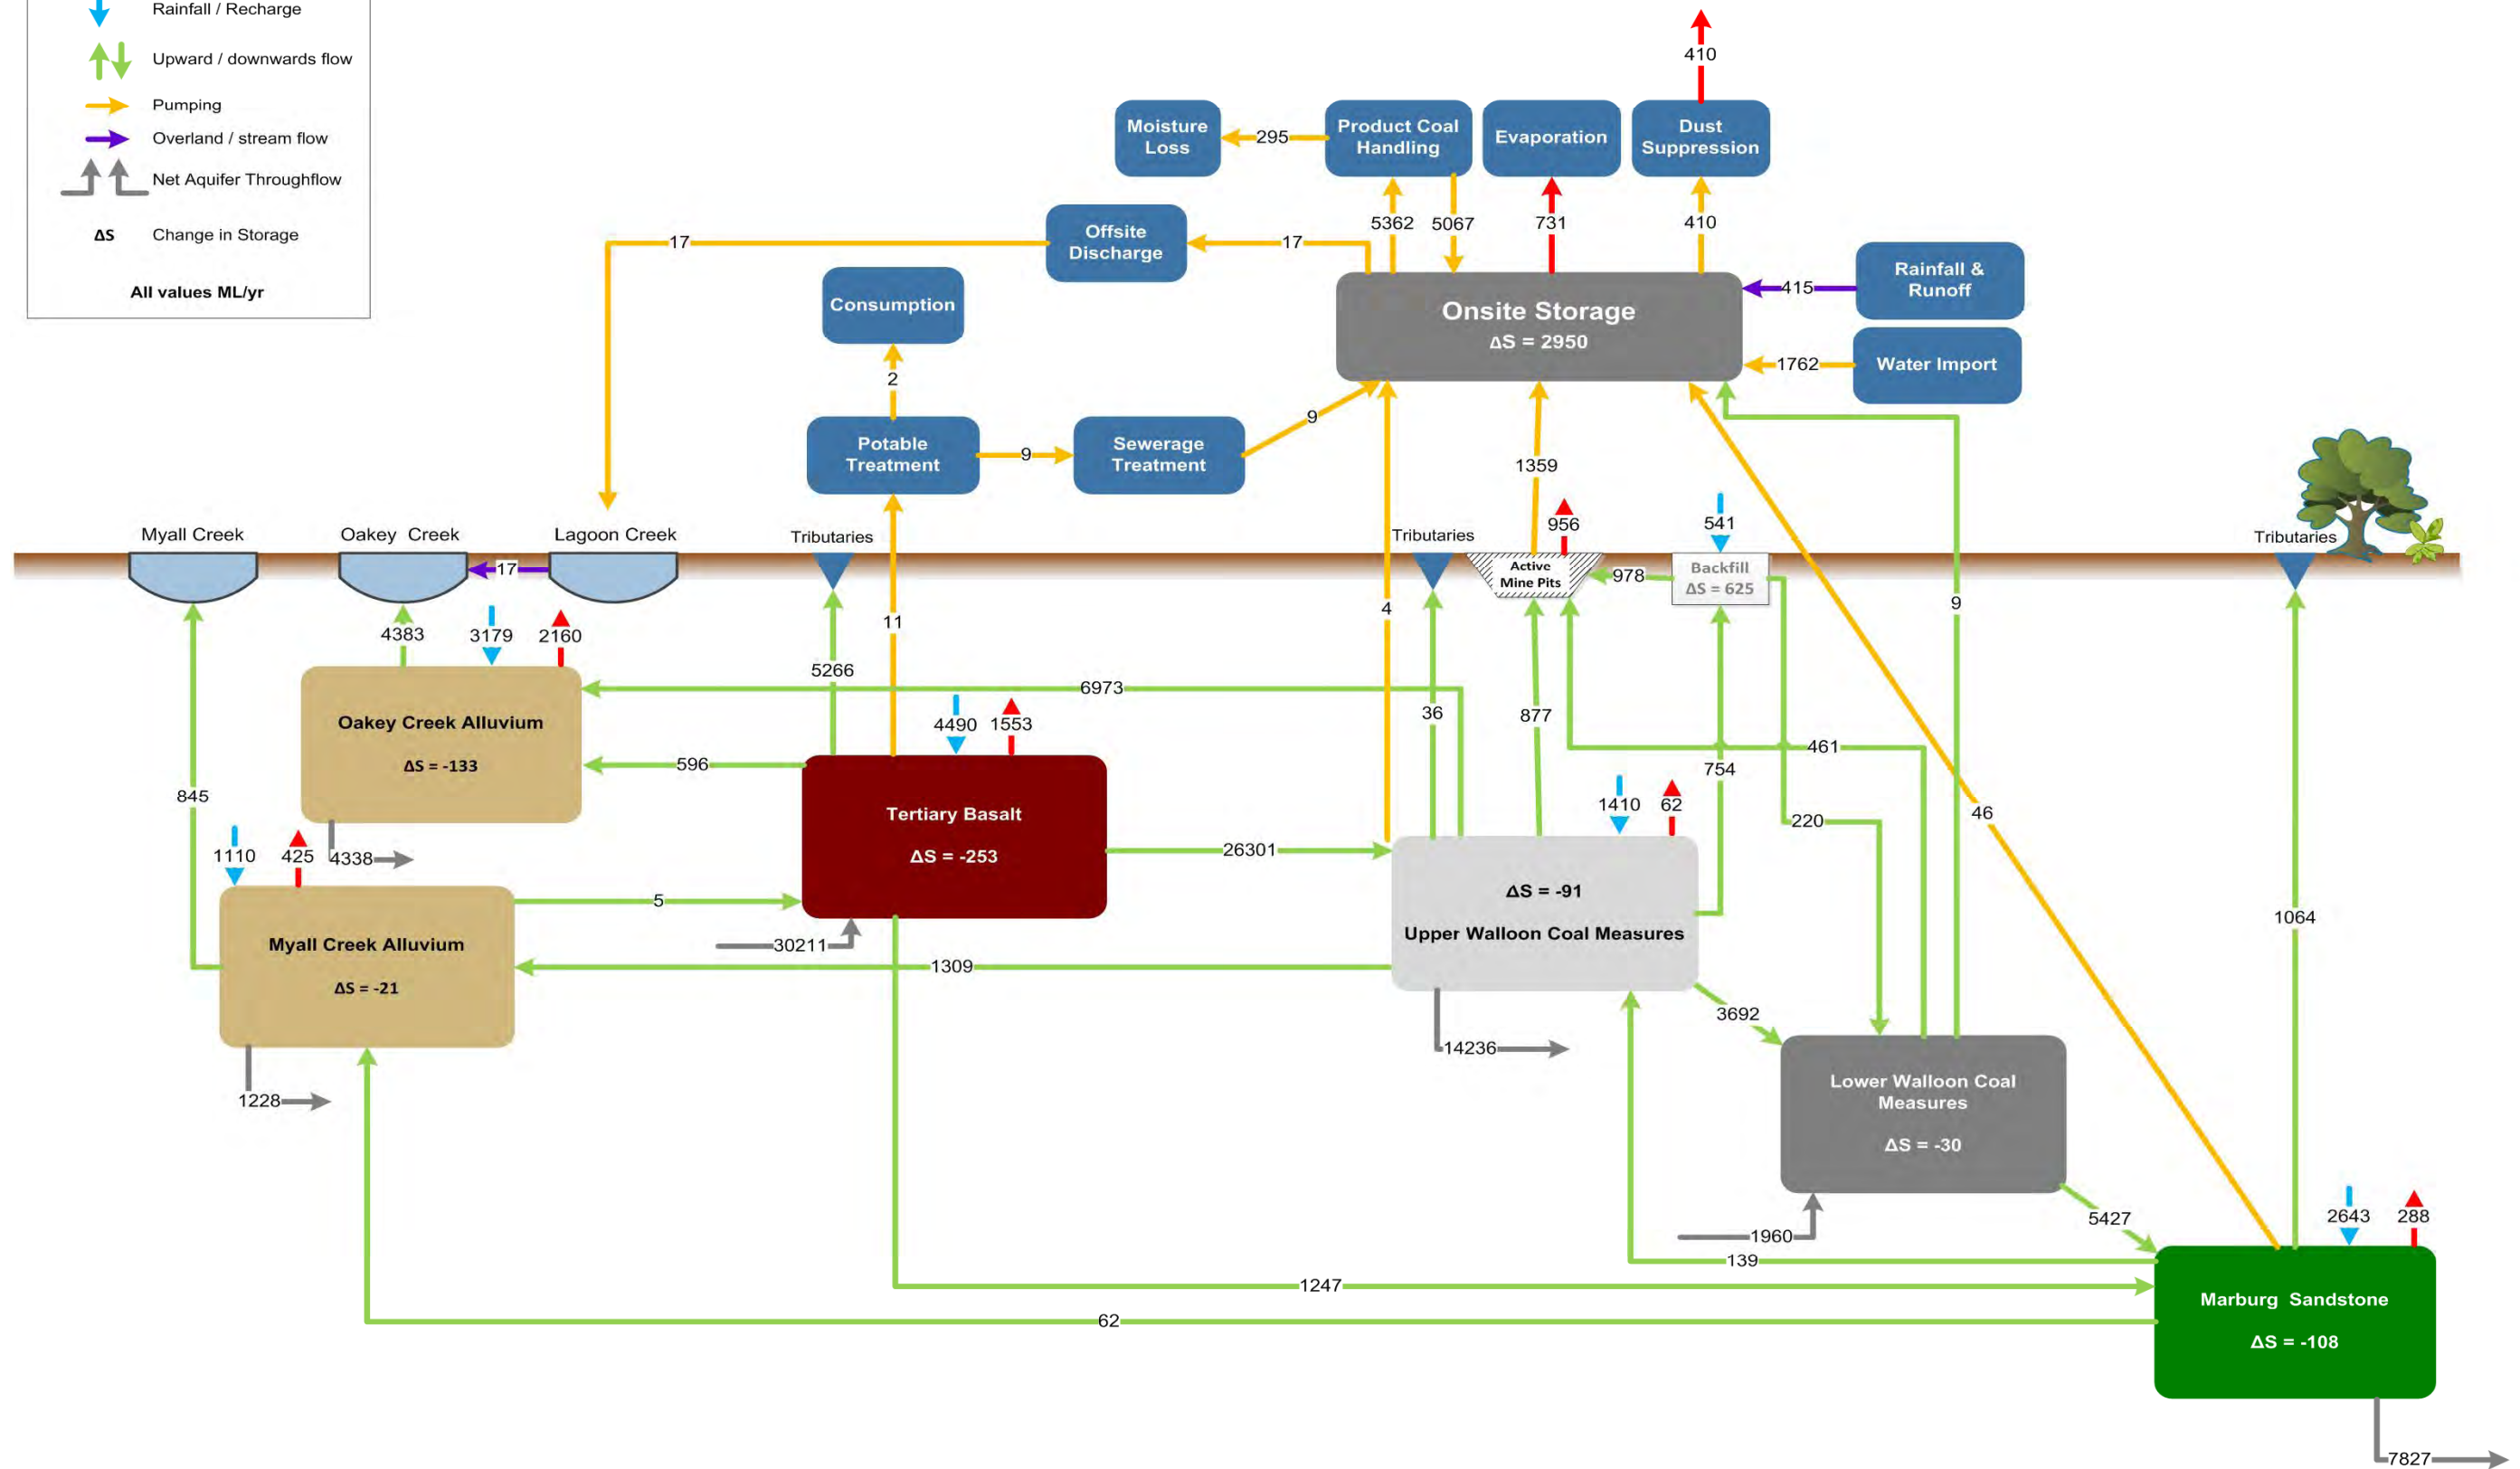 Rainfall / Recharge
Upward / downwards flow
Pumping
Overland / stream flow
Net Aquifer Throughflow
ΔS Change in Storage
All values ML/yr
410
Moisture
Loss
295
Product Coal
Handling
Evaporation
Dust
Suppression
17
Offsite
Discharge
17
5362
5067
731
410
Consumption
Onsite Storage
ΔS = 2950
415
Rainfall &
Runoff
1762
Water Import
2
Potable
Treatment
9
Sewerage
Treatment
9
1359
956
541
Myall Creek
Oakey Creek
Lagoon Creek
Tributaries
Tributaries
Tributaries
17
Active
Mine Pits
978
Backfill
ΔS = 625
4383
3179
2160
11
4
9
5266
6973
36
877
461
754
Oakey Creek Alluvium
ΔS = -133
596
4490
1553
845
4338
Tertiary Basalt
ΔS = -253
26301
1410
62
220
46
1110
425
5
30211
ΔS = -91
Upper Walloon Coal Measures
1064
Myall Creek Alluvium
ΔS = -21
1309
3692
14236
1228
Lower Walloon Coal
Measures
ΔS = -30
1960
5427
139
2643
288
1247
62
Marburg Sandstone
ΔS = -108
7827